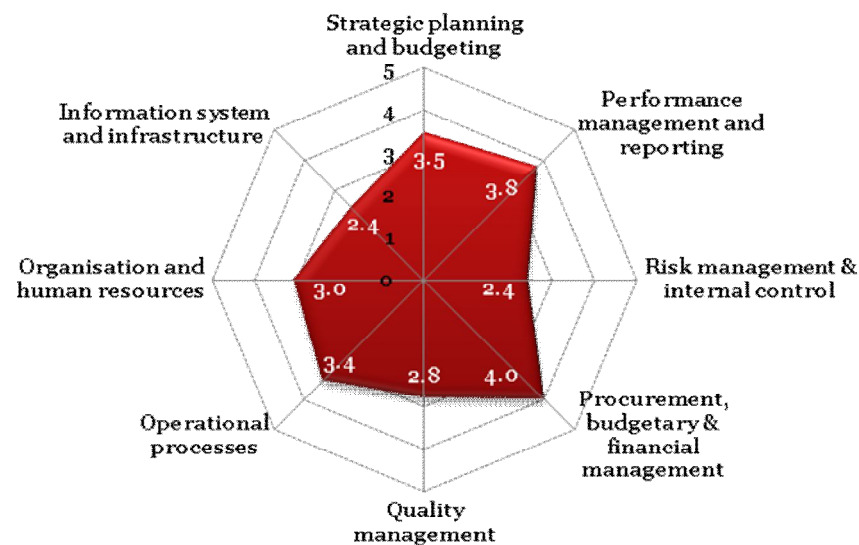 Strategic planning
and budgeting
5
Information system
and infrastructure
4
Performance
management and
reporting
3
3.5
3.8
2
2.4
1
Organisation and
human resources
3.0
0
2.4
Risk management &
internal control
3.4
2.8
4.0
Operational
processes
Procurement,
budgetary &
financial
management
Quality
management